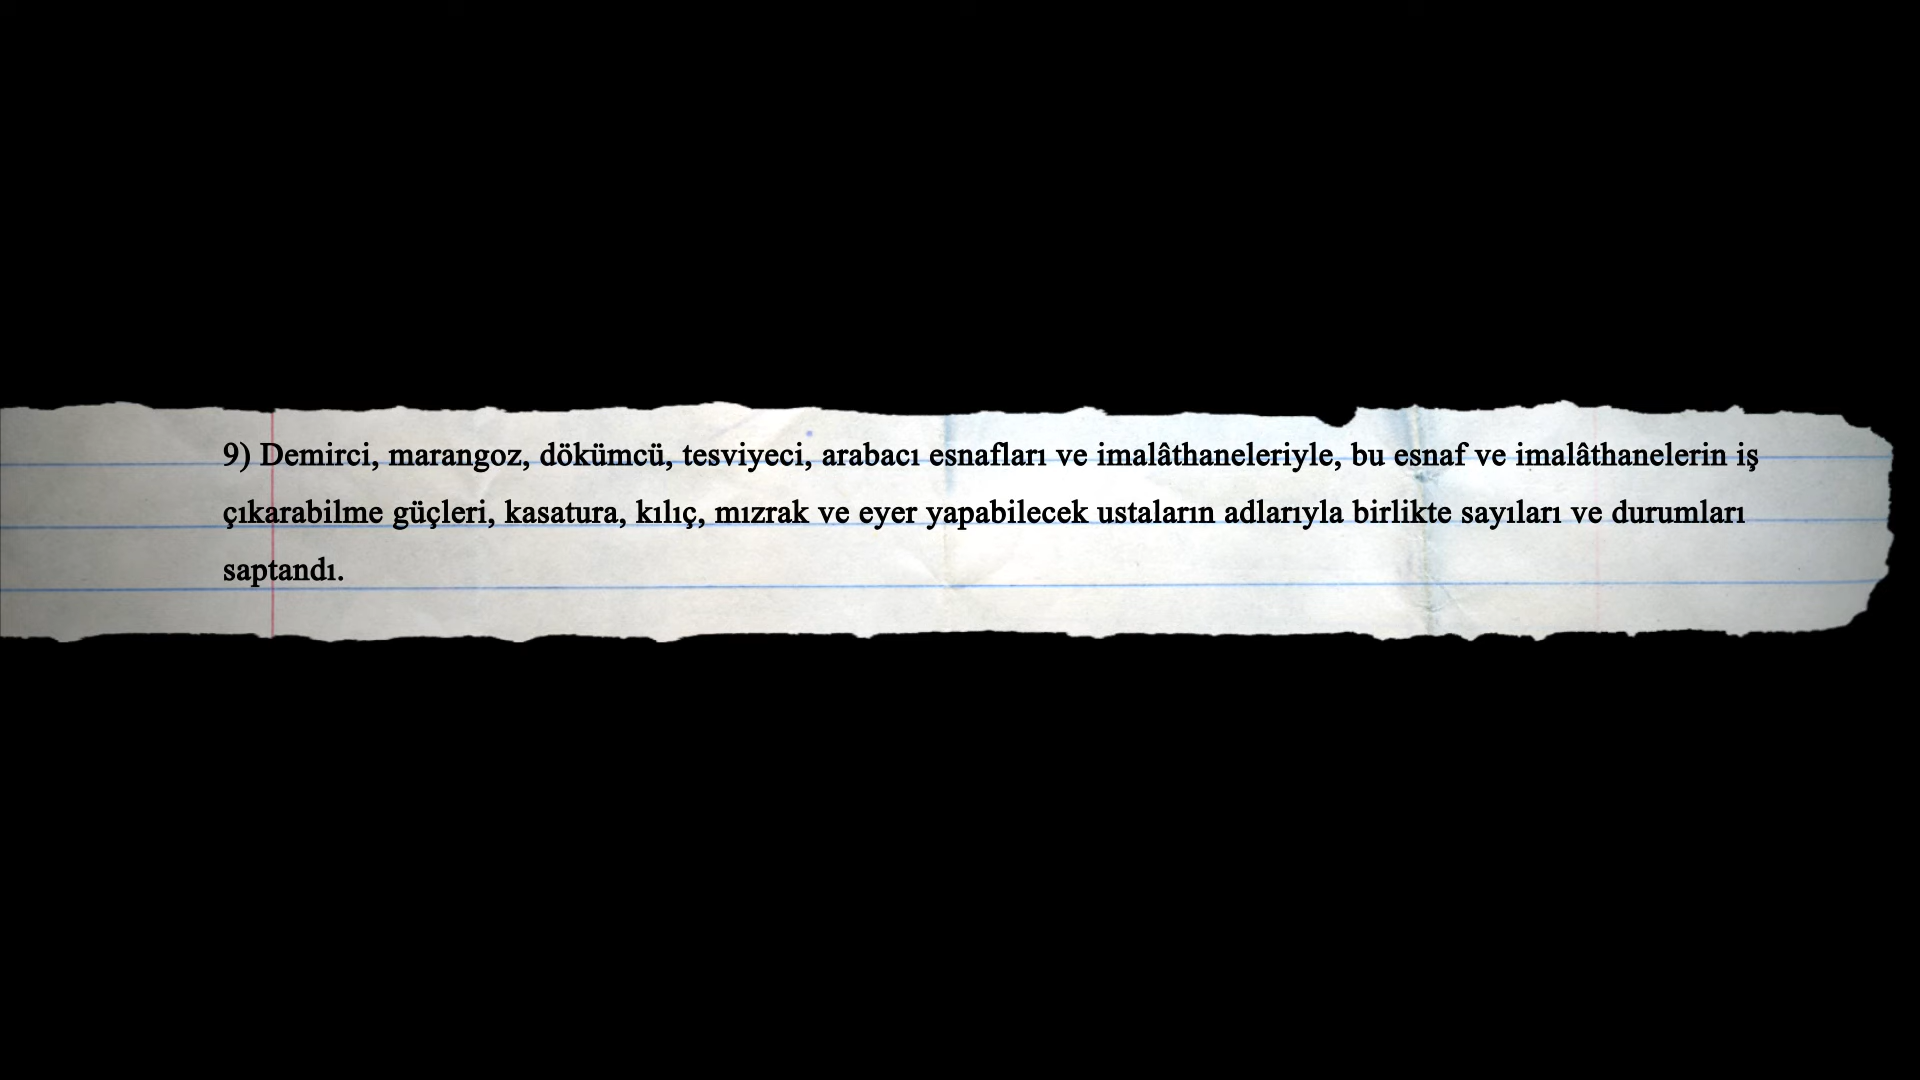 9) Demirci, marangoz, dökümcü, tesviyeci, arabacı esnafları ve imalâthaneleriyle, bu esnaf ve imalâthanelerin iş
çıkarabilme güçleri, kasatura, kılıç, mızrak ve eyer yapabilecek ustaların adlarıyla birlikte sayıları ve durumları
saptandı.